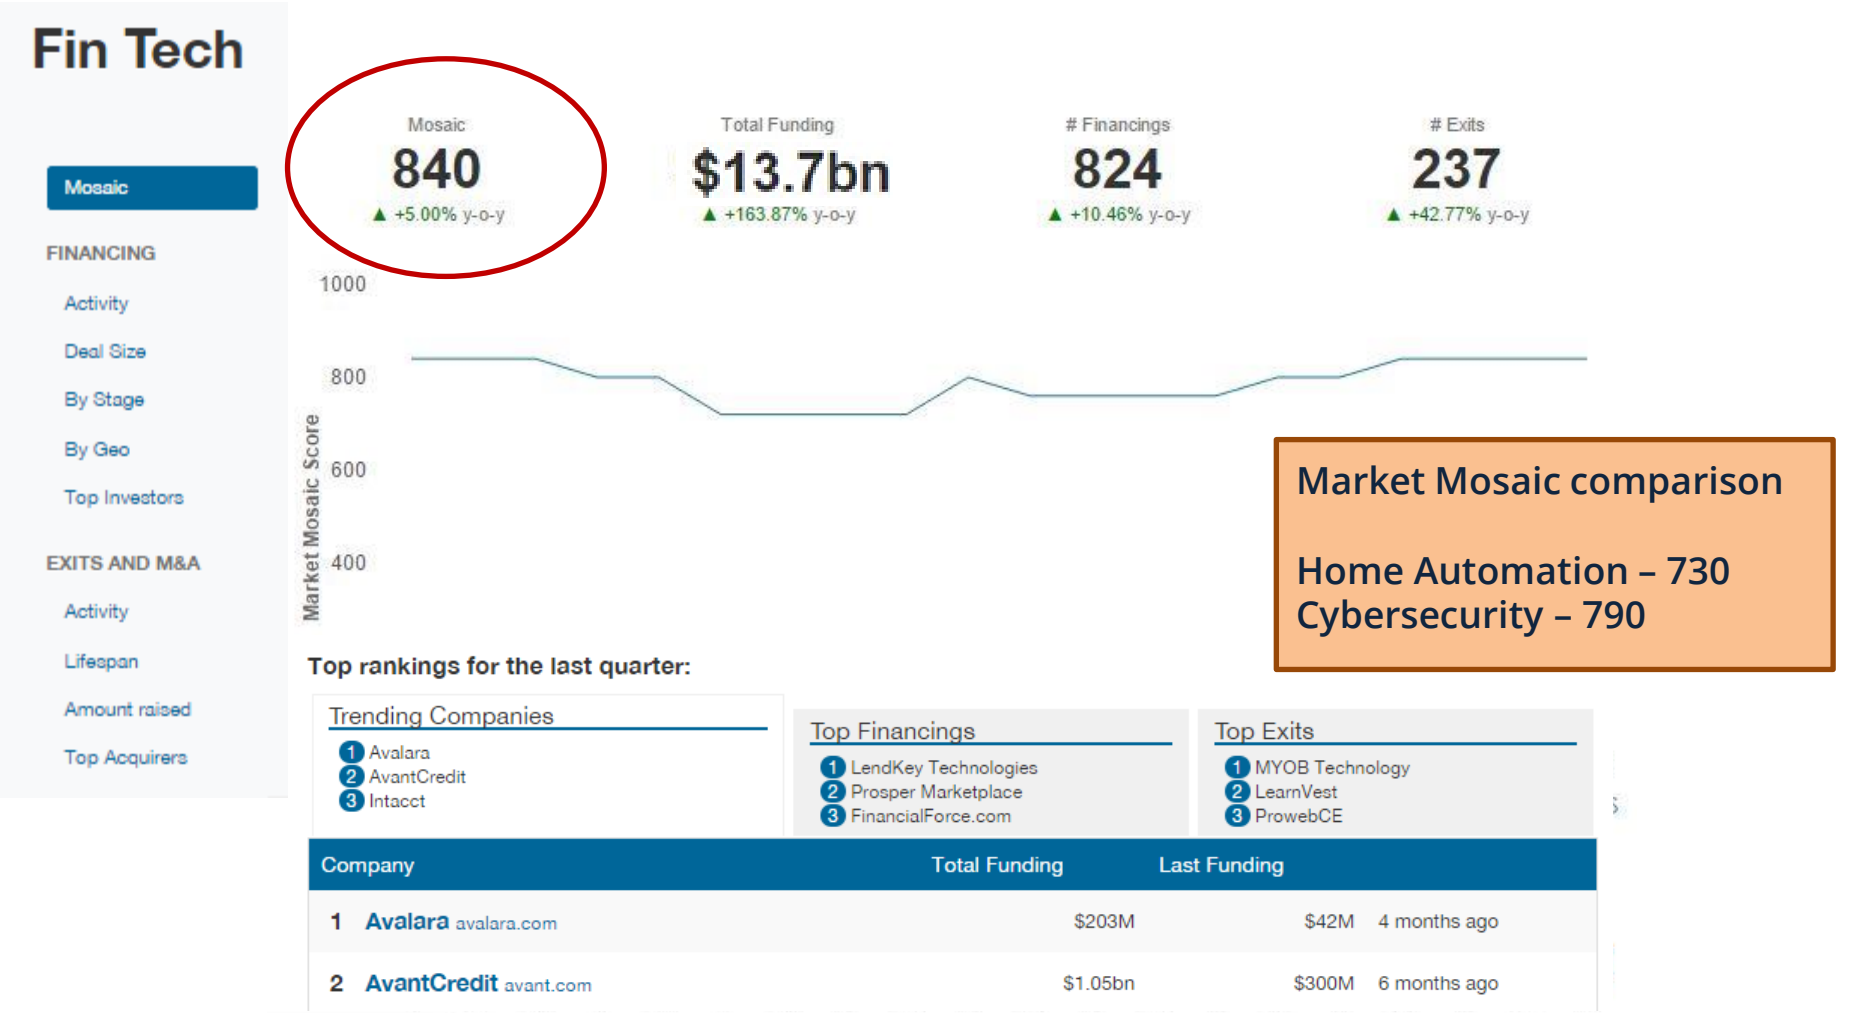 Fin Tech
Mosaic
FINANCING
Activity
Deal Size
By Stage
By Geo
Top Investors
EXITS AND M&A
Activity
Lifespan
Amount raised
Top Acquirers
Mosaic
840
▲ +5.00% y-o-y
Total Funding
$13.7bn
▲ +163.87% y-o-y
# Financings
824
▲ +10.46% y-o-y
# Exits
237
▲ +42.77% y-o-y
Market Mosaic Score
1000
800
600
400
Market Mosaic comparison
Home Automation – 730
Cybersecurity – 790
Top rankings for the last quarter:
Trending Companies
1 Avalara
2 AvantCredit
3 Intacct
Top Financings
1 LendKey Technologies
2 Prosper Marketplace
3 FinancialForce.com
Top Exits
1 MYOB Technology
2 LearnVest
3 ProwebCE
Company Total Funding Last Funding
1 Avalara avalara.com $203M $42M 4 months ago
2 AvantCredit avant.com $1.05bn $300M 6 months ago